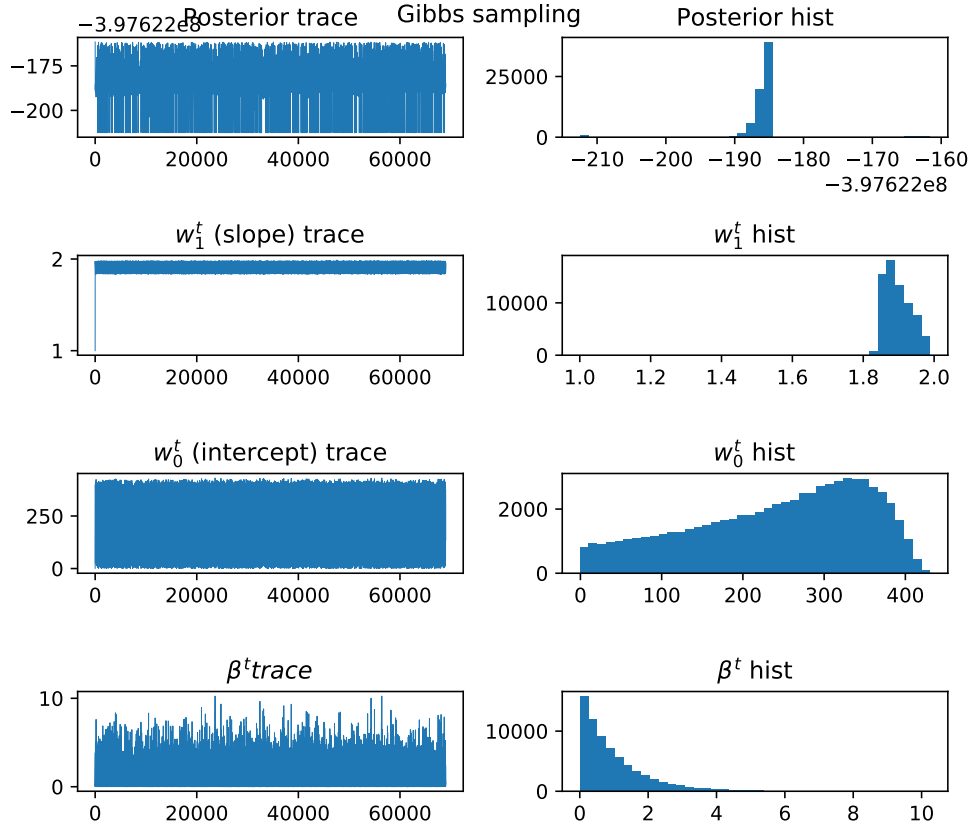 Gibbs sampling
Posterior trace
−3.97622e8
−175
−200
0 20000 40000 60000
Posterior hist
25000
0
−210 −200 −190 −180 −170 −160
−3.97622e8
w₁ᵗ (slope) trace
2
1
0 20000 40000 60000
w₁ᵗ hist
10000
0
1.0 1.2 1.4 1.6 1.8 2.0
w₀ᵗ (intercept) trace
250
0
0 20000 40000 60000
w₀ᵗ hist
2000
0
0 100 200 300 400
βᵗtrace
10
0
0 20000 40000 60000
βᵗ hist
10000
0
0 2 4 6 8 10